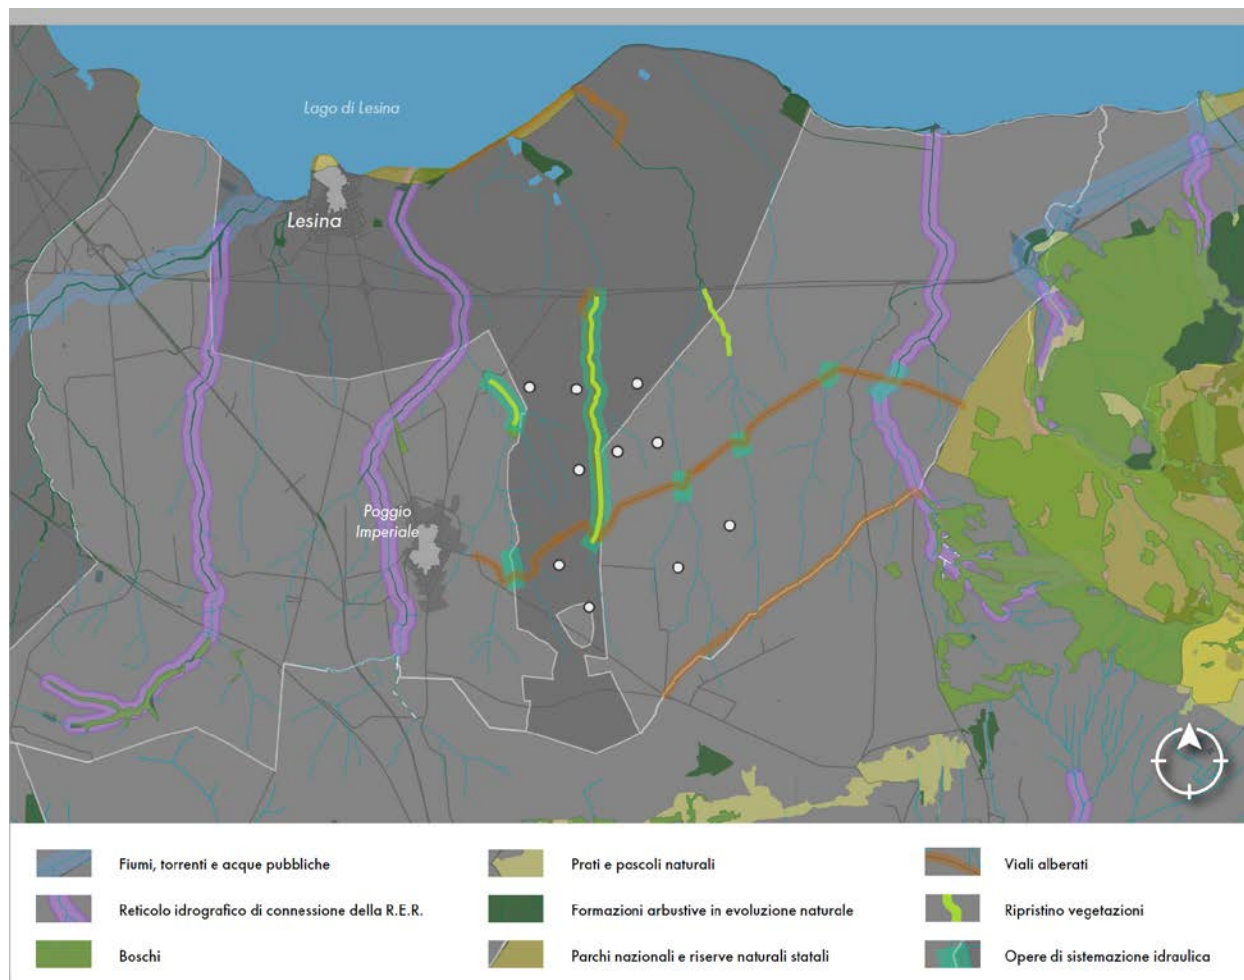 Lago di Lesina
Lesina
Poggio
Imperiale
Fiumi, torrenti e acque pubbliche
Prati e pascoli naturali
Viali alberati
Reticolo idrografico di connessione della R.E.R.
Formazioni arbustive in evoluzione naturale
Ripristino vegetazioni
Boschi
Parchi nazionali e riserve naturali statali
Opere di sistemazione idraulica